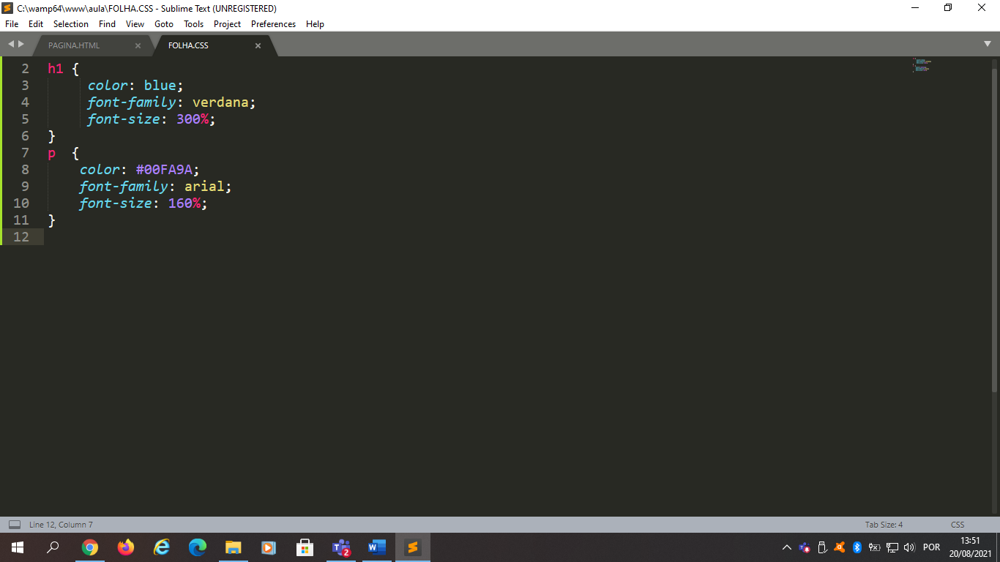 C:\wamp64\www\aula\FOLHA.CSS - Sublime Text (UNREGISTERED)
File Edit Selection Find View Goto Tools Project Preferences Help
PAGINA.HTML × FOLHA.CSS ×
2 h1 {
3 color: blue;
4 font-family: verdana;
5 font-size: 300%;
6 }
7 p {
8 color: #00FA9A;
9 font-family: arial;
10 font-size: 160%;
11 }
12
Line 12, Column 7 Tab Size: 4 CSS
2 POR 13:51
20/08/2021